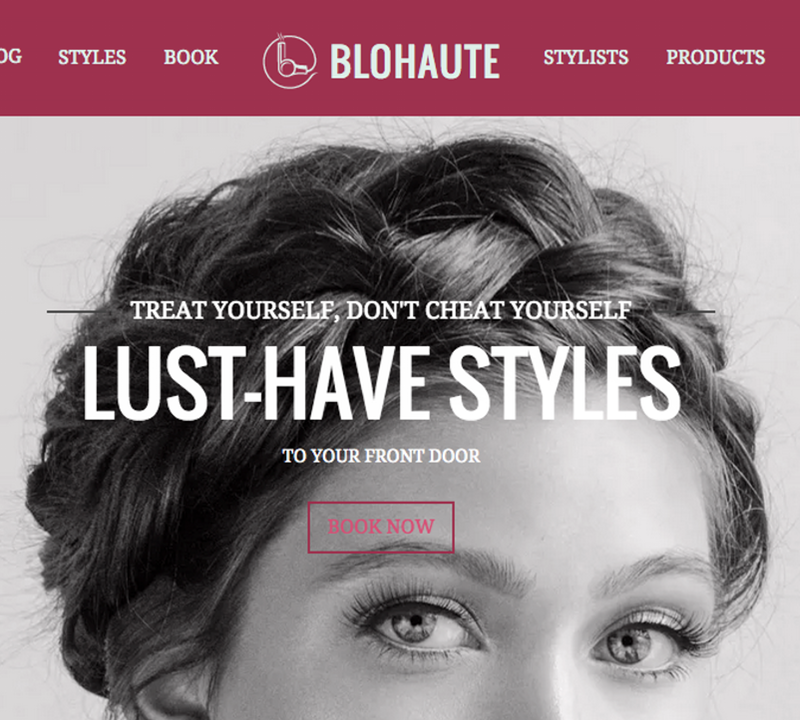 OG STYLES BOOK BLOHAUTE STYLISTS PRODUCTS
TREAT YOURSELF, DON'T CHEAT YOURSELF
LUST-HAVE STYLES
TO YOUR FRONT DOOR
BOOK NOW